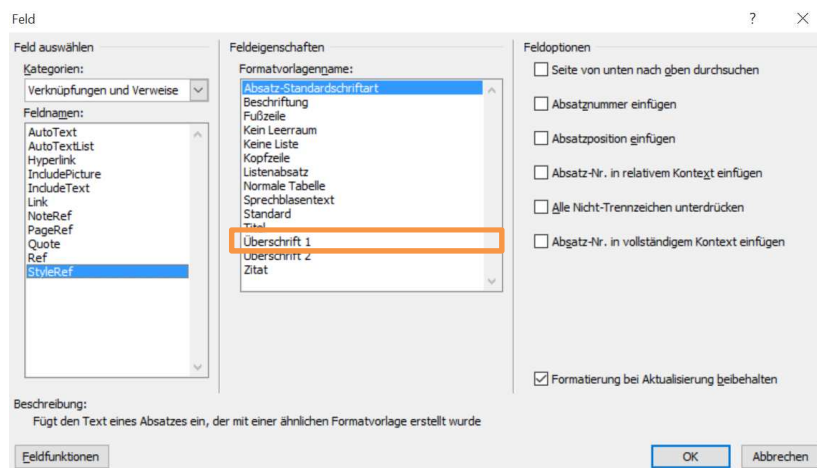 Feld
?
Feld auswählen
Kategorien:
Verknüpfungen und Verweise
Feldnamen:
AutoText
AutoTextList
Hyperlink
IncludePicture
IncludeText
Link
NoteRef
PageRef
Quote
Ref
StyleRef
Feldeigenschaften
Formatvorlagenname:
Absatz-Standardschriftart
Beschriftung
Fußzeile
Kein Leerraum
Keine Liste
Kopfzeile
Listenabsatz
Normale Tabelle
Sprechblasentext
Standard
Titel
Überschrift 1
Überschrift 2
Zitat
Feldoptionen
Seite von unten nach oben durchsuchen
Absatznummer einfügen
Absatzposition einfügen
Absatz-Nr. in relativem Kontext einfügen
Alle Nicht-Trennzeichen unterdrücken
Absatz-Nr. in vollständigem Kontext einfügen
Formatierung bei Aktualisierung beibehalten
Beschreibung:
Fügt den Text eines Absatzes ein, der mit einer ähnlichen Formatvorlage erstellt wurde
Feldfunktionen
OK
Abbrechen